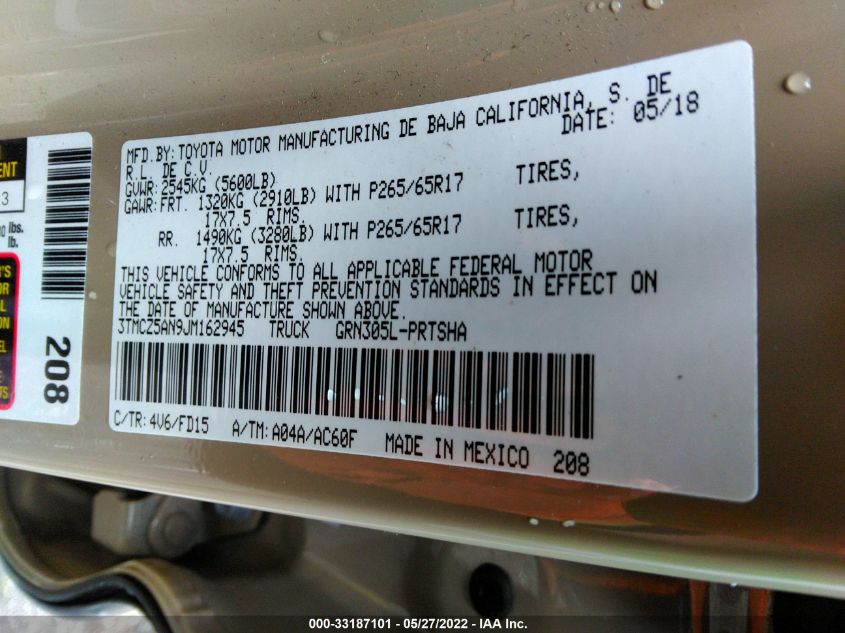 MFD.BY: TOYOTA MOTOR MANUFACTURING DE BAJA CALIFORNIA, S. DE
R.L. DE C.V. DATE: 05/18
GVWR: 2545KG (5600LB)
GAWR: FRT. 1320KG (2910LB) WITH P265/65R17 TIRES,
17X7.5 RIMS.
RR. 1490KG (3280LB) WITH P265/65R17 TIRES,
17X7.5 RIMS.
THIS VEHICLE CONFORMS TO ALL APPLICABLE FEDERAL MOTOR
VEHICLE SAFETY AND THEFT PREVENTION STANDARDS IN EFFECT ON
THE DATE OF MANUFACTURE SHOWN ABOVE.
3TMCZ5AN9JM162945 TRUCK GRN305L-PRTSHA
C/TR: 4V6/FD15 A/TM: A04A/AC60F MADE IN MEXICO 208
3
lbs.
lb.
208
000-33187101 - 05/27/2022 - IAA Inc.